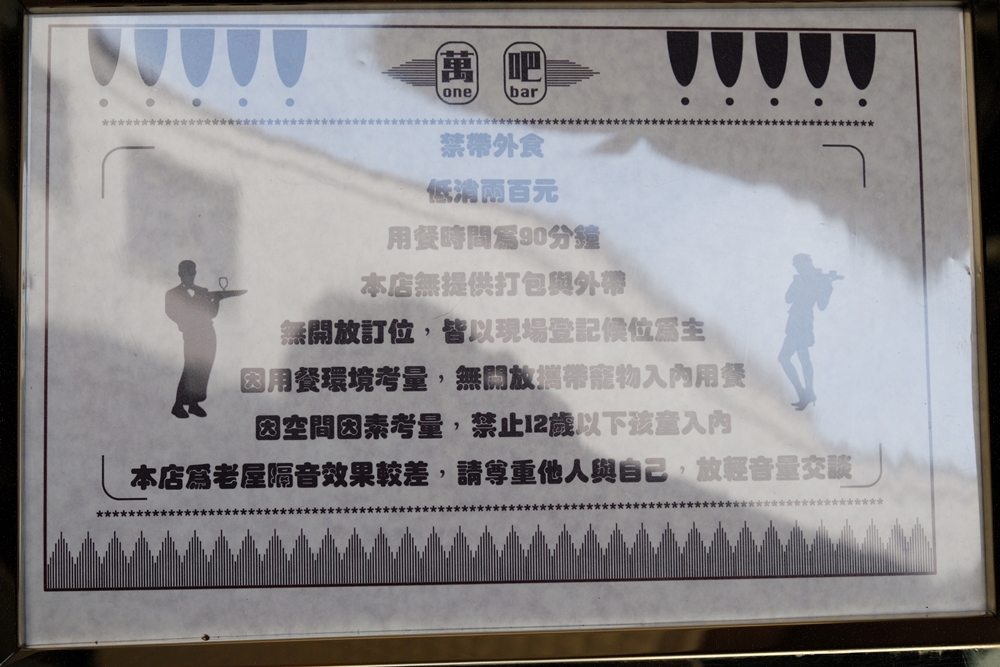 萬 吧
one bar
禁帶外食
低消兩百元
用餐時間為90分鐘
本店無提供打包與外帶
無開放訂位，皆以現場登記候位為主
因用餐環境考量，無開放攜帶寵物入內用餐
因空間因素考量，禁止12歲以下孩童入內
本店為老屋隔音效果較差，請尊重他人與自己，放輕音量交談